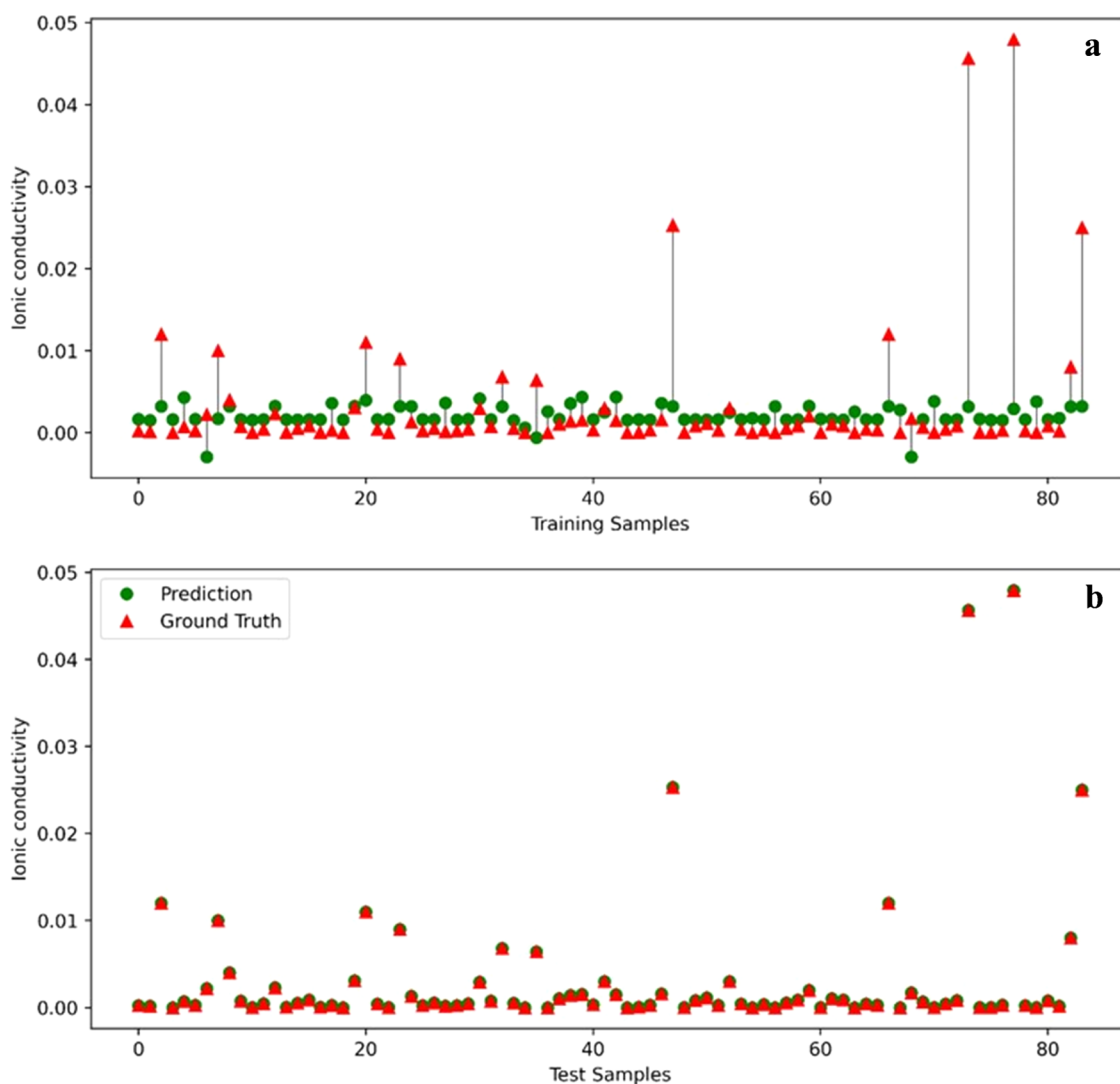 a
0.05
0.04
0.03
0.02
0.01
0.00
Ionic conductivity
0 20 40 60 80
Training Samples
b
Prediction
Ground Truth
0.05
0.04
0.03
0.02
0.01
0.00
Ionic conductivity
0 20 40 60 80
Test Samples